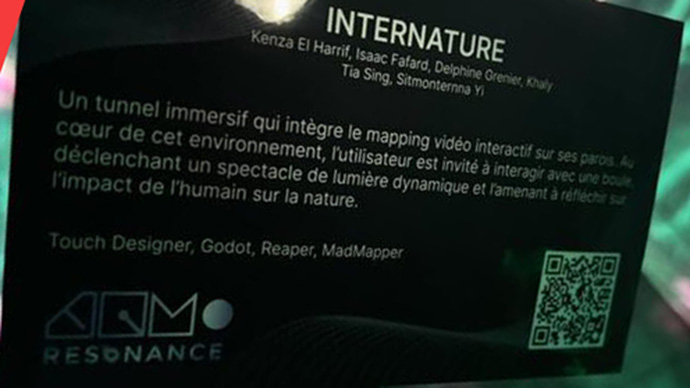 INTERNATURE
Kenza El Harrif, Isaac Fafard, Delphine Grenier, Khaly
Tia Sing, Sitmonternna Yi
Un tunnel immersif qui intègre le mapping vidéo interactif sur ses parois. Au
cœur de cet environnement, l'utilisateur est invité à interagir avec une boule,
déclenchant un spectacle de lumière dynamique et l'amenant à réfléchir sur
l'impact de l'humain sur la nature.
Touch Designer, Godot, Reaper, MadMapper
RESONANCE